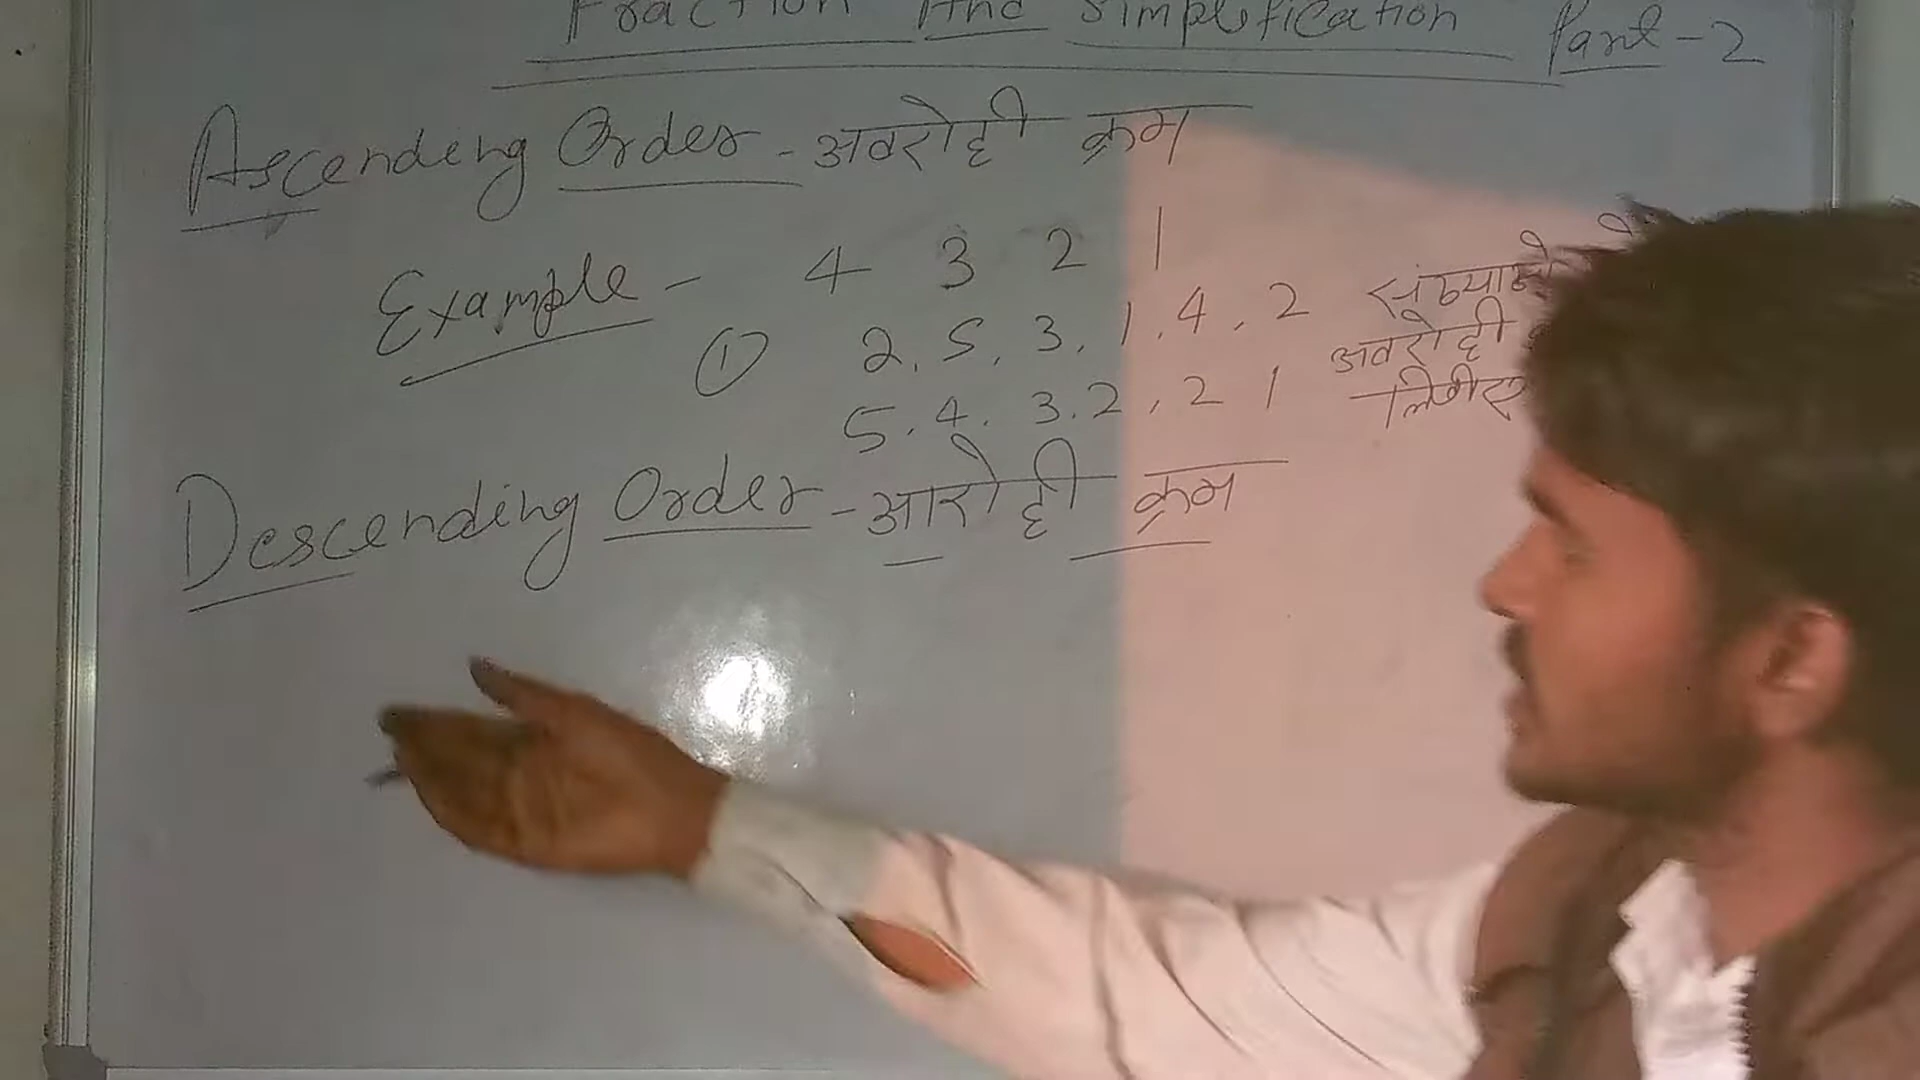 Fraction And Simplification Part-2
Ascending Order - अवरोही क्रम
Example - 4 3 2 1
① 2, 5, 3, 1, 4, 2
5, 4, 3, 2, 2 1
अवरोही
Descending Order - आरोही क्रम